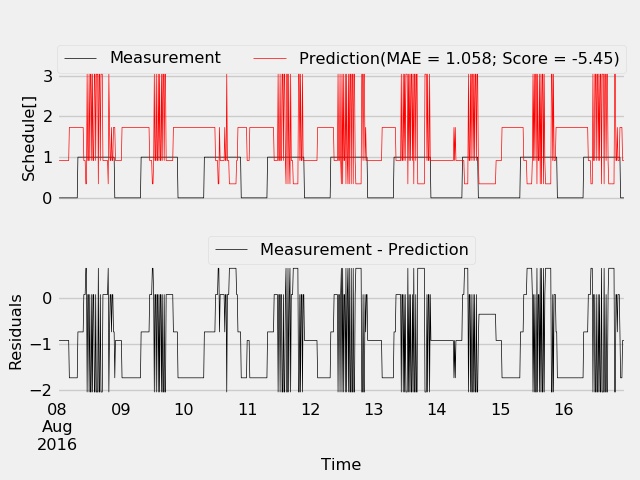 Measurement
Prediction(MAE = 1.058; Score = -5.45)
3
2
1
0
Schedule[]
Measurement - Prediction
0
−1
−2
Residuals
08 09 10 11 12 13 14 15 16
Aug
2016
Time